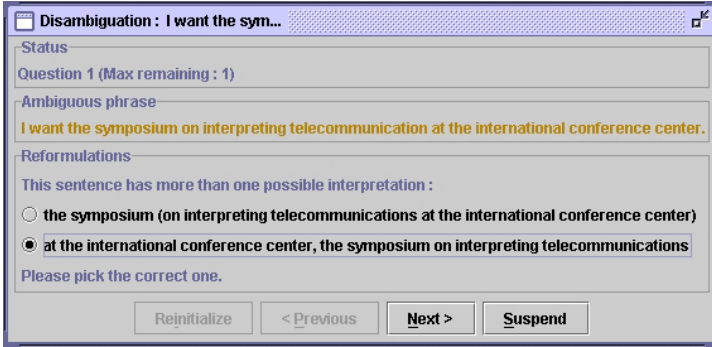 Disambiguation : I want the sym...
Status
Question 1 (Max remaining : 1)
Ambiguous phrase
I want the symposium on interpreting telecommunication at the international conference center.
Reformulations
This sentence has more than one possible interpretation :
the symposium (on interpreting telecommunications at the international conference center)
at the international conference center, the symposium on interpreting telecommunications
Please pick the correct one.
Reinitialize < Previous Next > Suspend